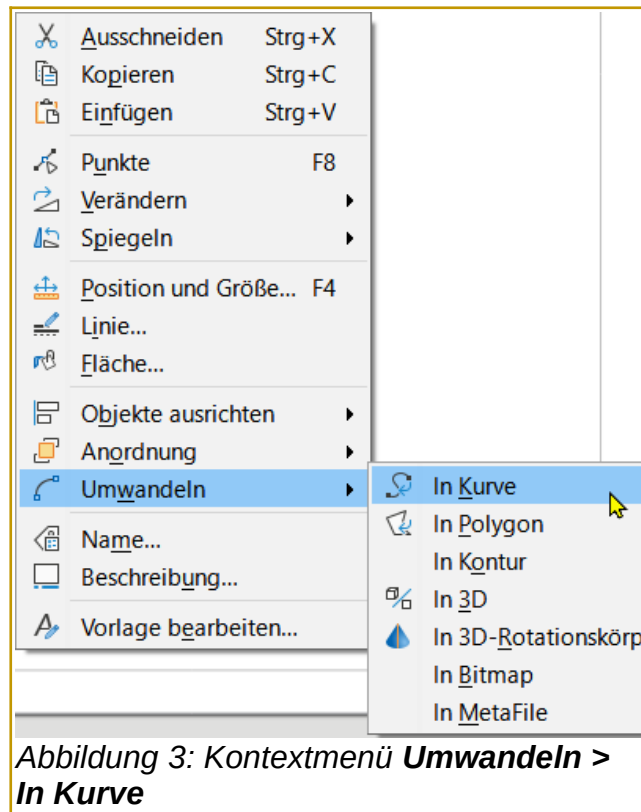 Ausschneiden Strg+X
Kopieren Strg+C
Einfügen Strg+V
Punkte F8
Verändern
Spiegeln
Position und Größe... F4
Linie...
Fläche...
Objekte ausrichten
Anordnung
Umwandeln
Name...
Beschreibung...
Vorlage bearbeiten...
In Kurve
In Polygon
In Kontur
In 3D
In 3D-Rotationskörp
In Bitmap
In MetaFile
Abbildung 3: Kontextmenü Umwandeln >
In Kurve